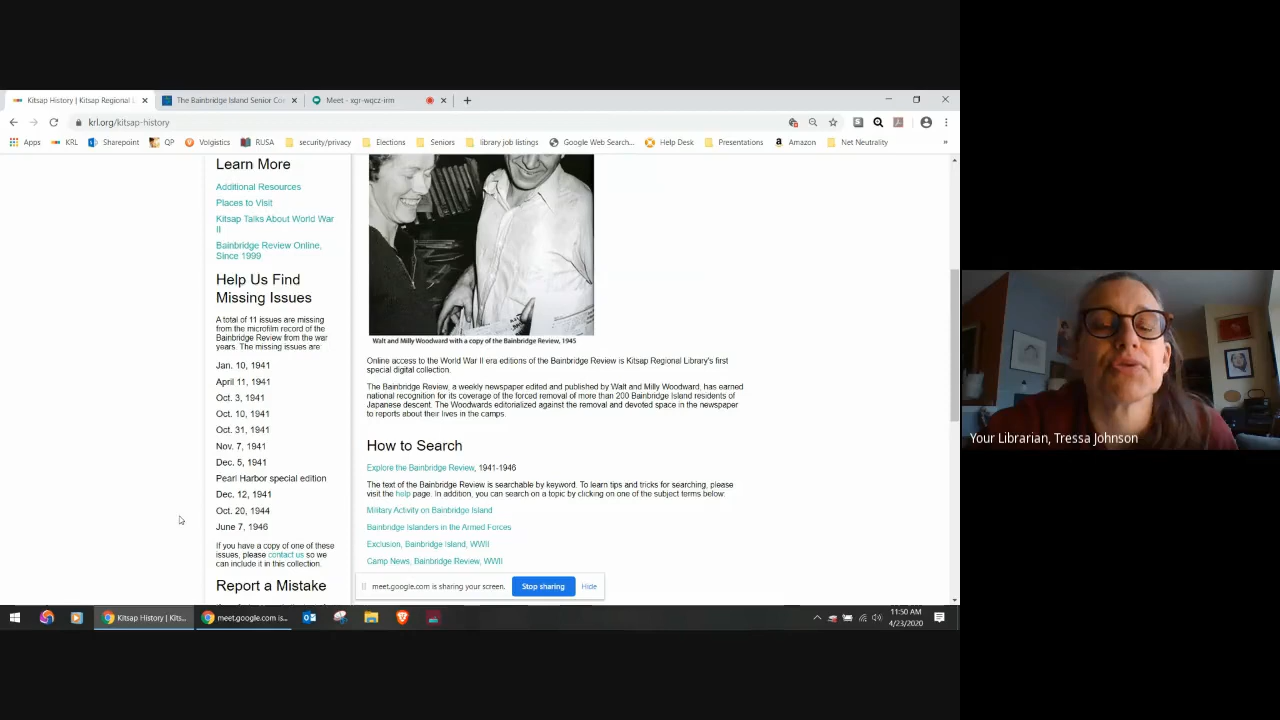 Kitsap History | Kitsap Regional L
The Bainbridge Island Senior Co
Meet - xgr-wqcz-irm
krl.org/kitsap-history
Apps KRL Sharepoint QP Volgistics RUSA security/privacy Elections Seniors library job listings Google Web Search... Help Desk Presentations Amazon Net Neutrality »
Learn More
Additional Resources
Places to Visit
Kitsap Talks About World War
II
Bainbridge Review Online,
Since 1999
Help Us Find
Missing Issues
A total of 11 issues are missing
from the microfilm record of the
Bainbridge Review from the war
years. The missing issues are
Jan. 10, 1941
April 11, 1941
Oct. 3, 1941
Oct. 10, 1941
Oct. 31, 1941
Nov. 7, 1941
Dec. 5, 1941
Pearl Harbor special edition
Dec. 12, 1941
Oct. 20, 1944
June 7, 1946
If you have a copy of one of these
issues, please contact us so we
can include it in this collection.
Report a Mistake
Walt and Milly Woodward with a copy of the Bainbridge Review, 1945
Online access to the World War II era editions of the Bainbridge Review is Kitsap Regional Library's first
special digital collection.
The Bainbridge Review, a weekly newspaper edited and published by Walt and Milly Woodward, has earned
national recognition for its coverage of the forced removal of more than 200 Bainbridge Island residents of
Japanese descent. The Woodwards editorialized against the removal and devoted space in the newspaper
to reports about their lives in the camps.
How to Search
Explore the Bainbridge Review, 1941-1946
The text of the Bainbridge Review is searchable by keyword. To learn tips and tricks for searching, please
visit the help page. In addition, you can search on a topic by clicking on one of the subject terms below:
Military Activity on Bainbridge Island
Bainbridge Islanders in the Armed Forces
Exclusion, Bainbridge Island, WWII
Camp News, Bainbridge Review, WWII
meet.google.com is sharing your screen. Stop sharing Hide
Your Librarian, Tressa Johnson
Kitsap History | Kits...
meet.google.com is...
11:50 AM
4/23/2020